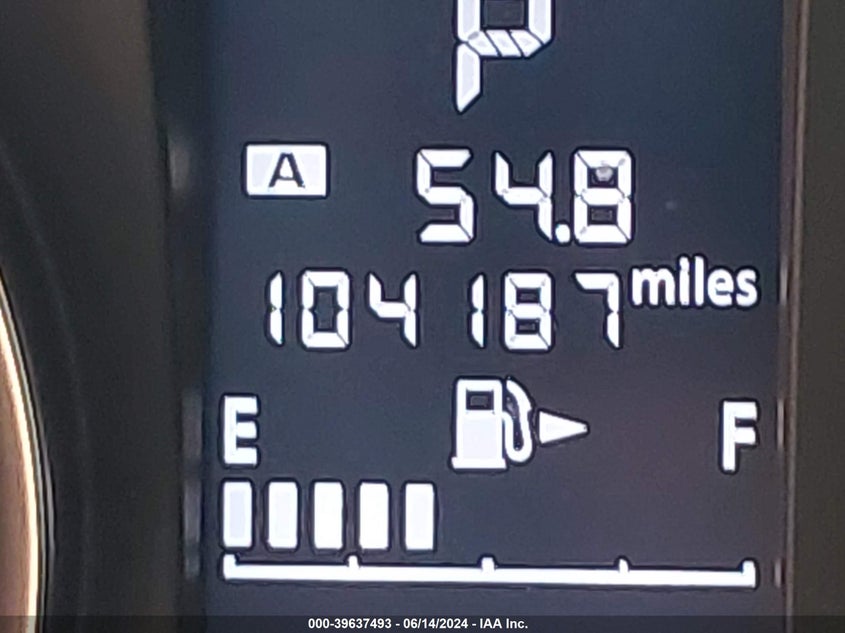 P
A 54.8
104187 miles
E F
000-39637493 - 06/14/2024 - IAA Inc.